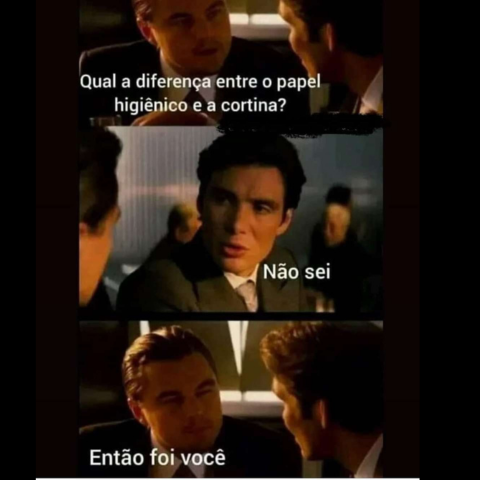 Qual a diferença entre o papel
higiênico e a cortina?
Não sei
Então foi você